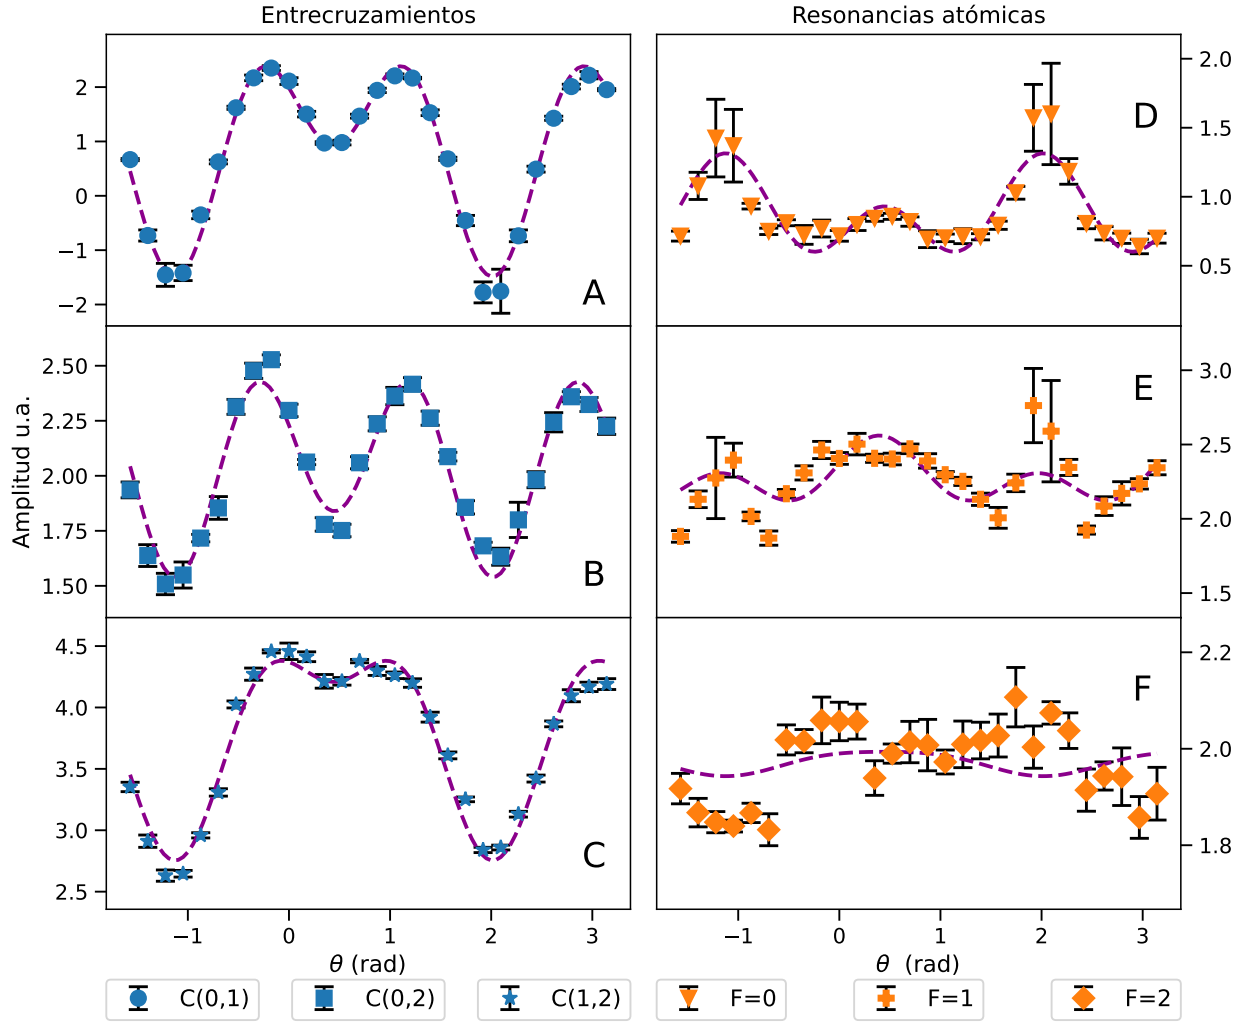 Entrecruzamientos
Resonancias atómicas
2
1
0
−1
−2
A
2.0
1.5
1.0
0.5
D
Amplitud u.a.
2.50
2.25
2.00
1.75
1.50
B
3.0
2.5
2.0
1.5
E
4.5
4.0
3.5
3.0
2.5
C
2.2
2.0
1.8
F
−1 0 1 2 3
−1 0 1 2 3
θ (rad)
θ (rad)
C(0,1)
C(0,2)
C(1,2)
F=0
F=1
F=2